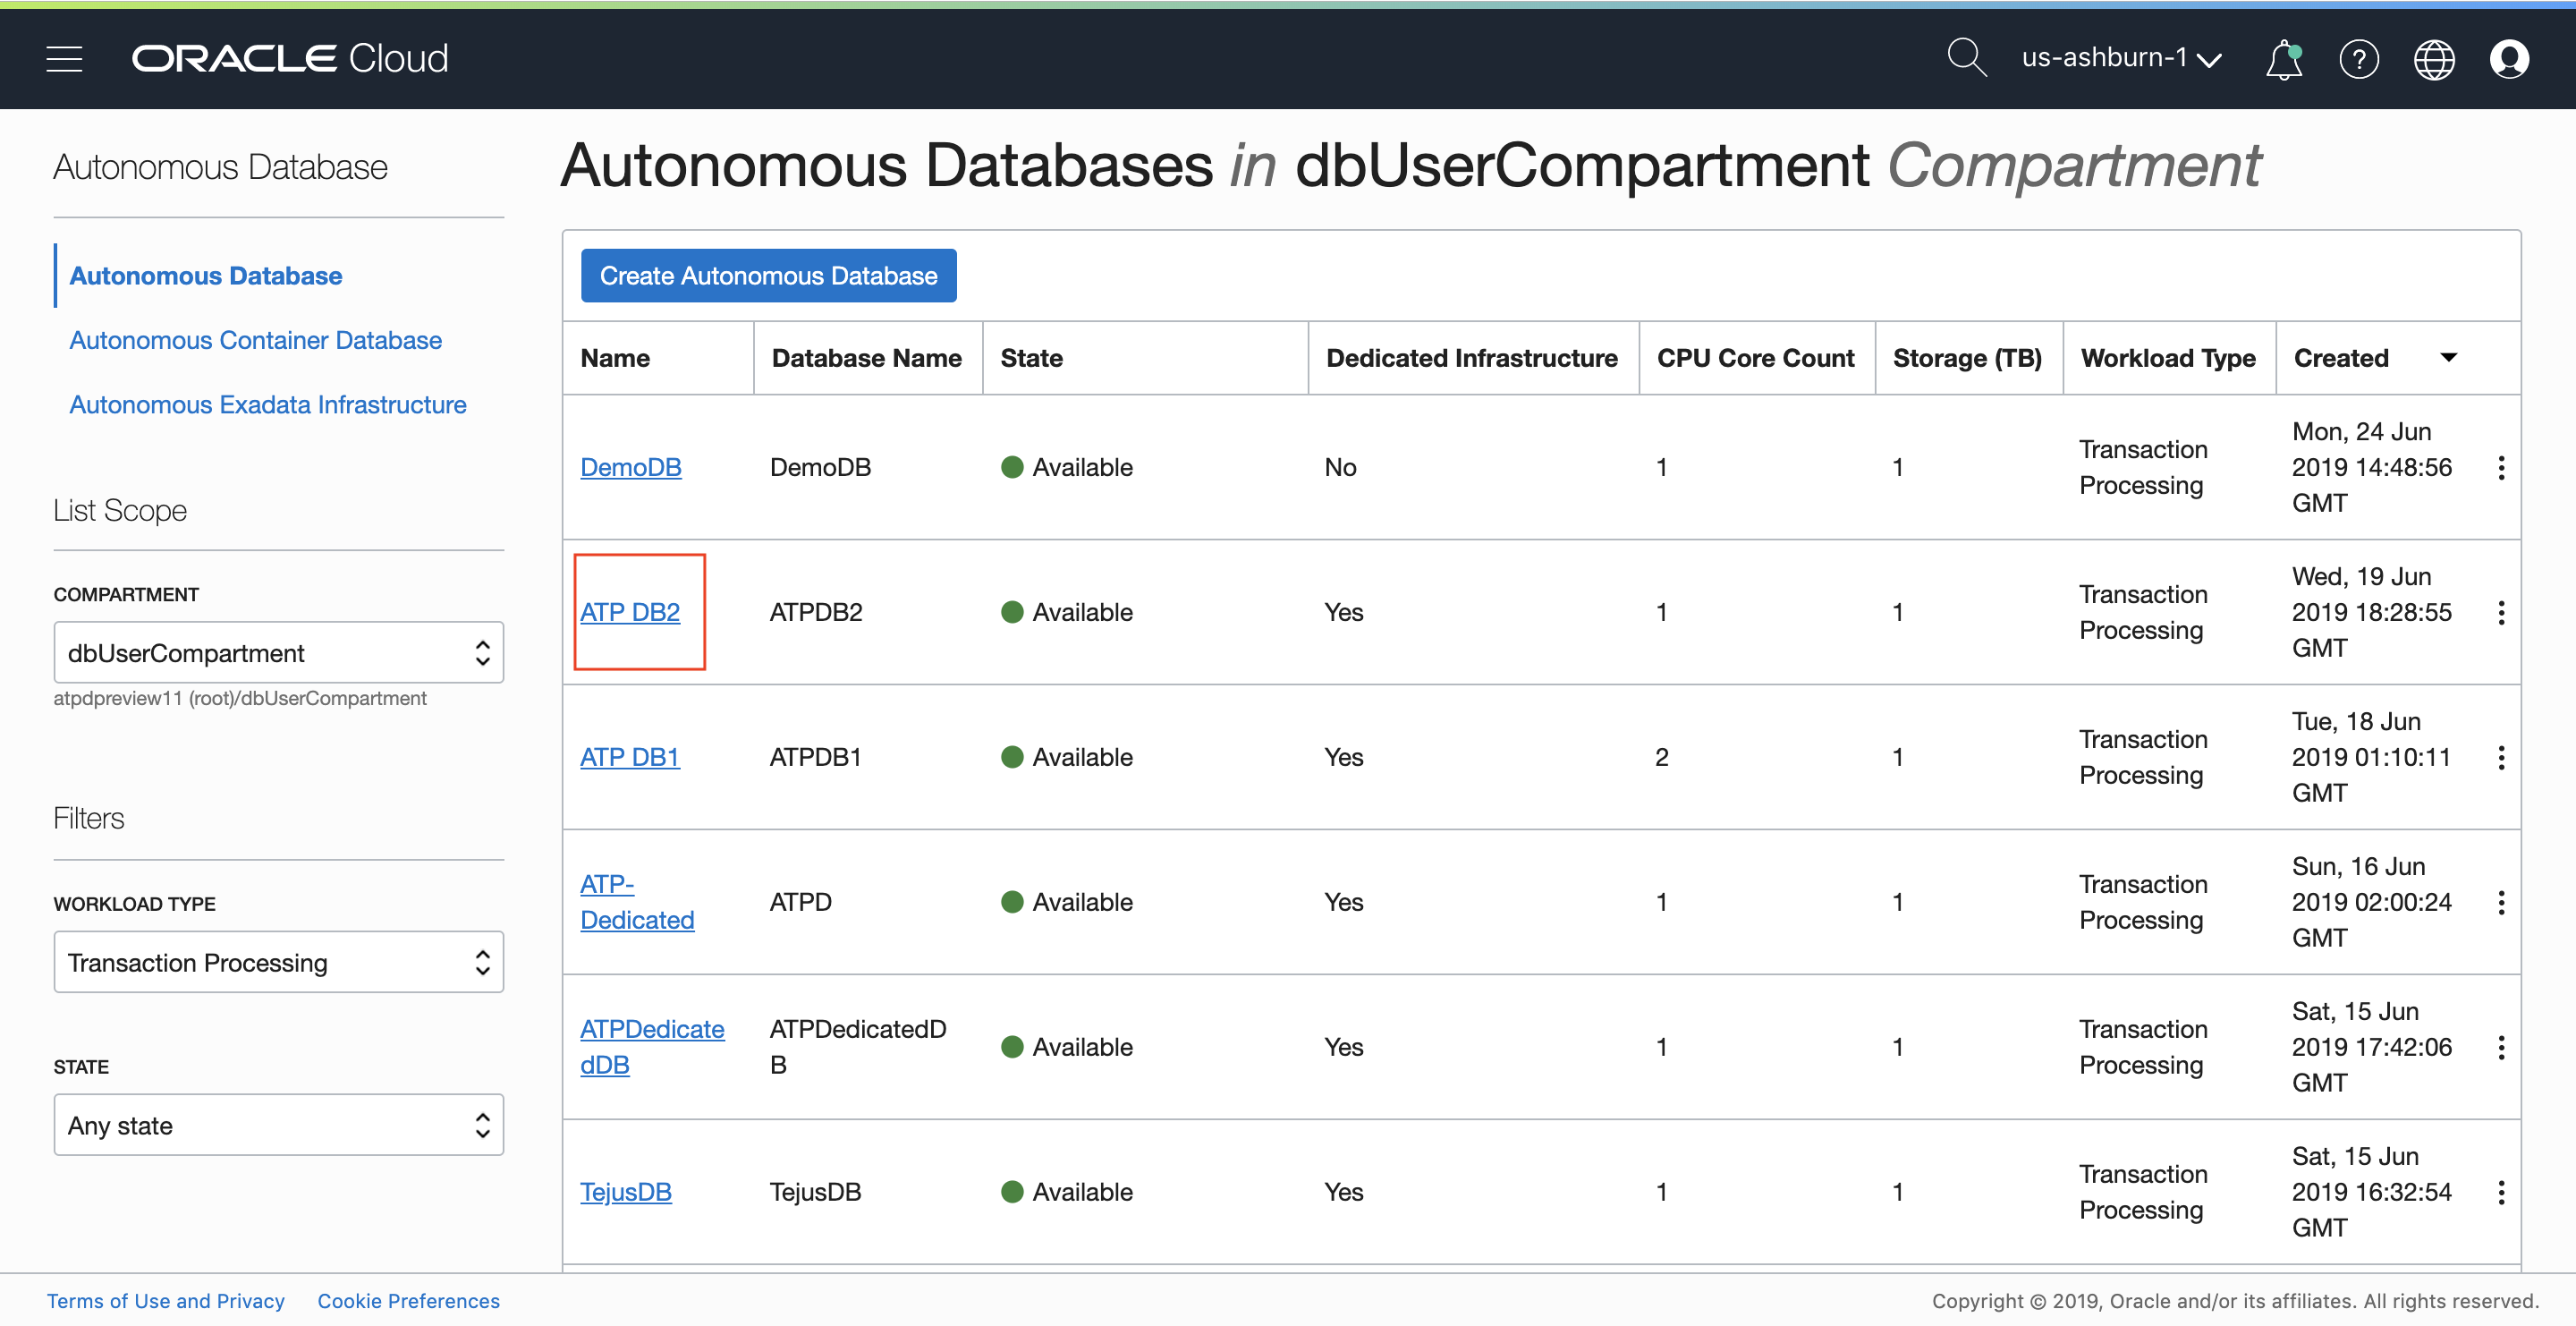 ORACLE Cloud
us-ashburn-1
?
Autonomous Database
Autonomous Database
Autonomous Container Database
Autonomous Exadata Infrastructure
List Scope
COMPARTMENT
dbUserCompartment
atpdpreview11 (root)/dbUserCompartment
Filters
WORKLOAD TYPE
Transaction Processing
STATE
Any state
Autonomous Databases in dbUserCompartment Compartment
Create Autonomous Database
Name Database Name State Dedicated Infrastructure CPU Core Count Storage (TB) Workload Type Created
DemoDB DemoDB Available No 1 1 Transaction Processing Mon, 24 Jun 2019 14:48:56 GMT
ATP DB2 ATPDB2 Available Yes 1 1 Transaction Processing Wed, 19 Jun 2019 18:28:55 GMT
ATP DB1 ATPDB1 Available Yes 2 1 Transaction Processing Tue, 18 Jun 2019 01:10:11 GMT
ATP-Dedicated ATPD Available Yes 1 1 Transaction Processing Sun, 16 Jun 2019 02:00:24 GMT
ATPDedicatedDB ATPDedicatedDB Available Yes 1 1 Transaction Processing Sat, 15 Jun 2019 17:42:06 GMT
TejusDB TejusDB Available Yes 1 1 Transaction Processing Sat, 15 Jun 2019 16:32:54 GMT
Terms of Use and Privacy Cookie Preferences
Copyright © 2019, Oracle and/or its affiliates. All rights reserved.